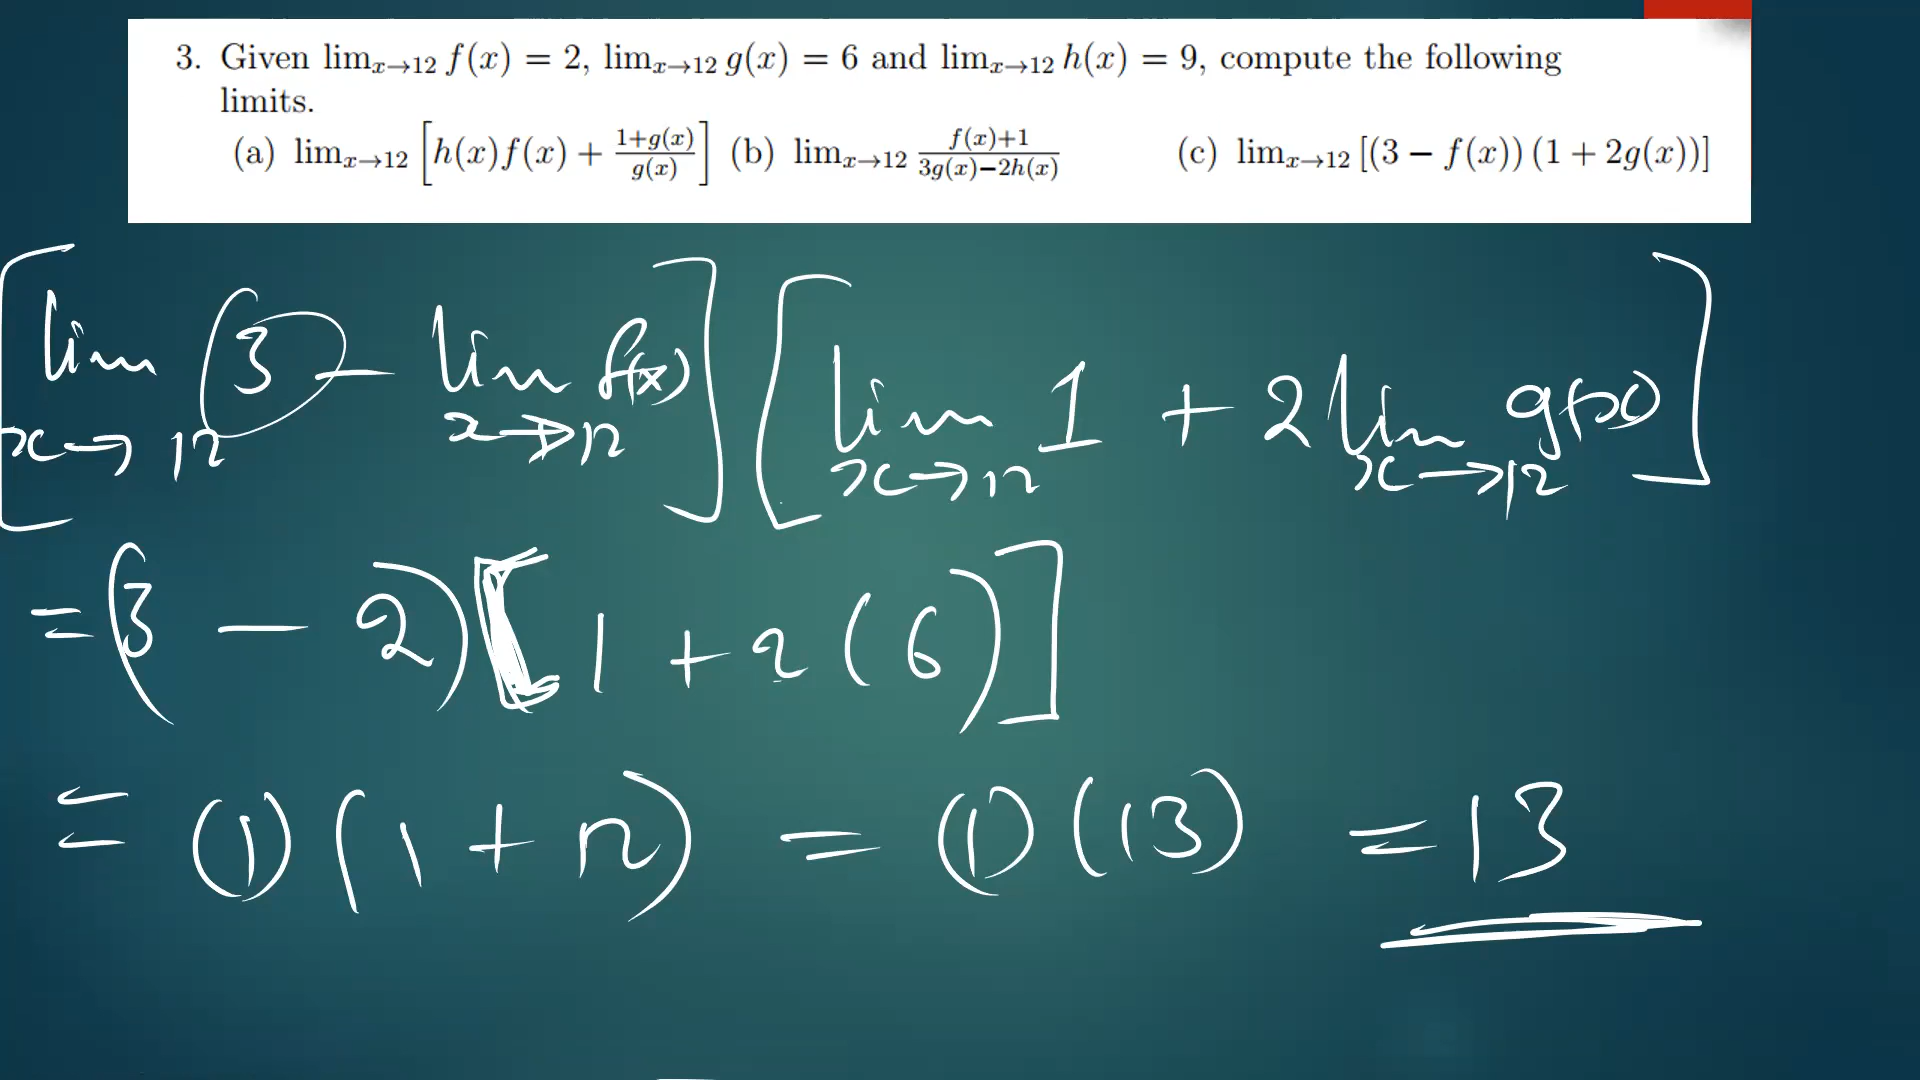 3. Given lim_{x→12} f(x) = 2, lim_{x→12} g(x) = 6 and lim_{x→12} h(x) = 9, compute the following
limits.
(a) lim_{x→12} [h(x)f(x) + (1+g(x))/g(x)] (b) lim_{x→12} (f(x)+1)/(3g(x)−2h(x)) (c) lim_{x→12} [(3 − f(x)) (1 + 2g(x))]
[lim_{x→12} (3 − lim_{x→12} f(x)] [lim_{x→12} 1 + 2 lim_{x→12} g(x)]
= (3 − 2)[1 + 2(6)]
= (1)(1 + 12) = (1)(13) = 13